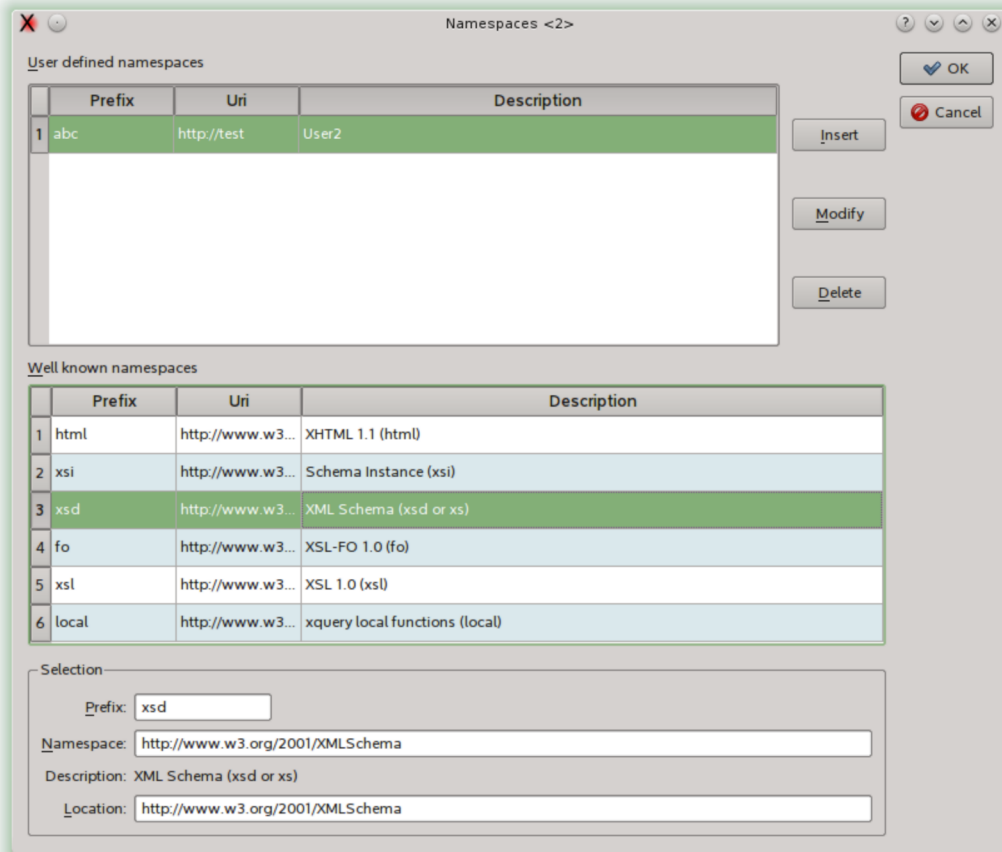 Namespaces <2>
User defined namespaces
OK
Cancel
Prefix Uri Description
1 abc http://test User2
Insert
Modify
Delete
Well known namespaces
Prefix Uri Description
1 html http://www.w3... XHTML 1.1 (html)
2 xsi http://www.w3... Schema Instance (xsi)
3 xsd http://www.w3... XML Schema (xsd or xs)
4 fo http://www.w3... XSL-FO 1.0 (fo)
5 xsl http://www.w3... XSL 1.0 (xsl)
6 local http://www.w3... xquery local functions (local)
Selection
Prefix: xsd
Namespace: http://www.w3.org/2001/XMLSchema
Description: XML Schema (xsd or xs)
Location: http://www.w3.org/2001/XMLSchema